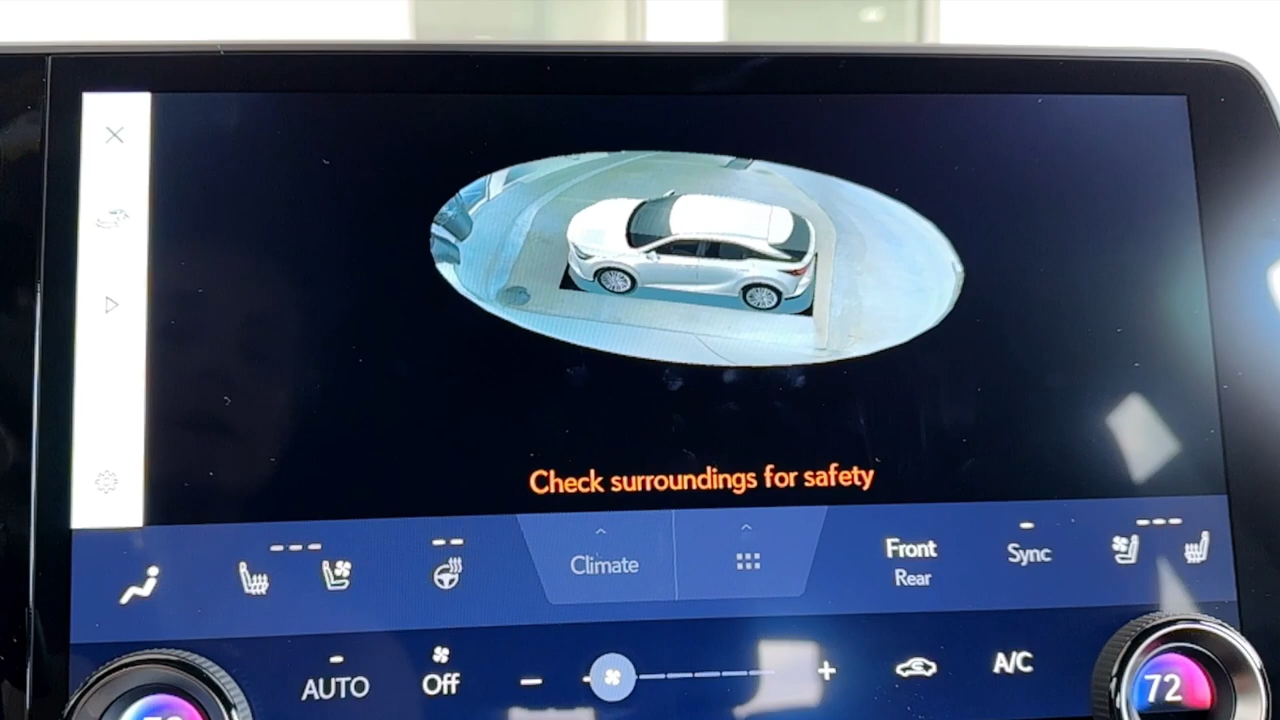 Check surroundings for safety
Climate
Front
Rear
Sync
AUTO
Off
A/C
72